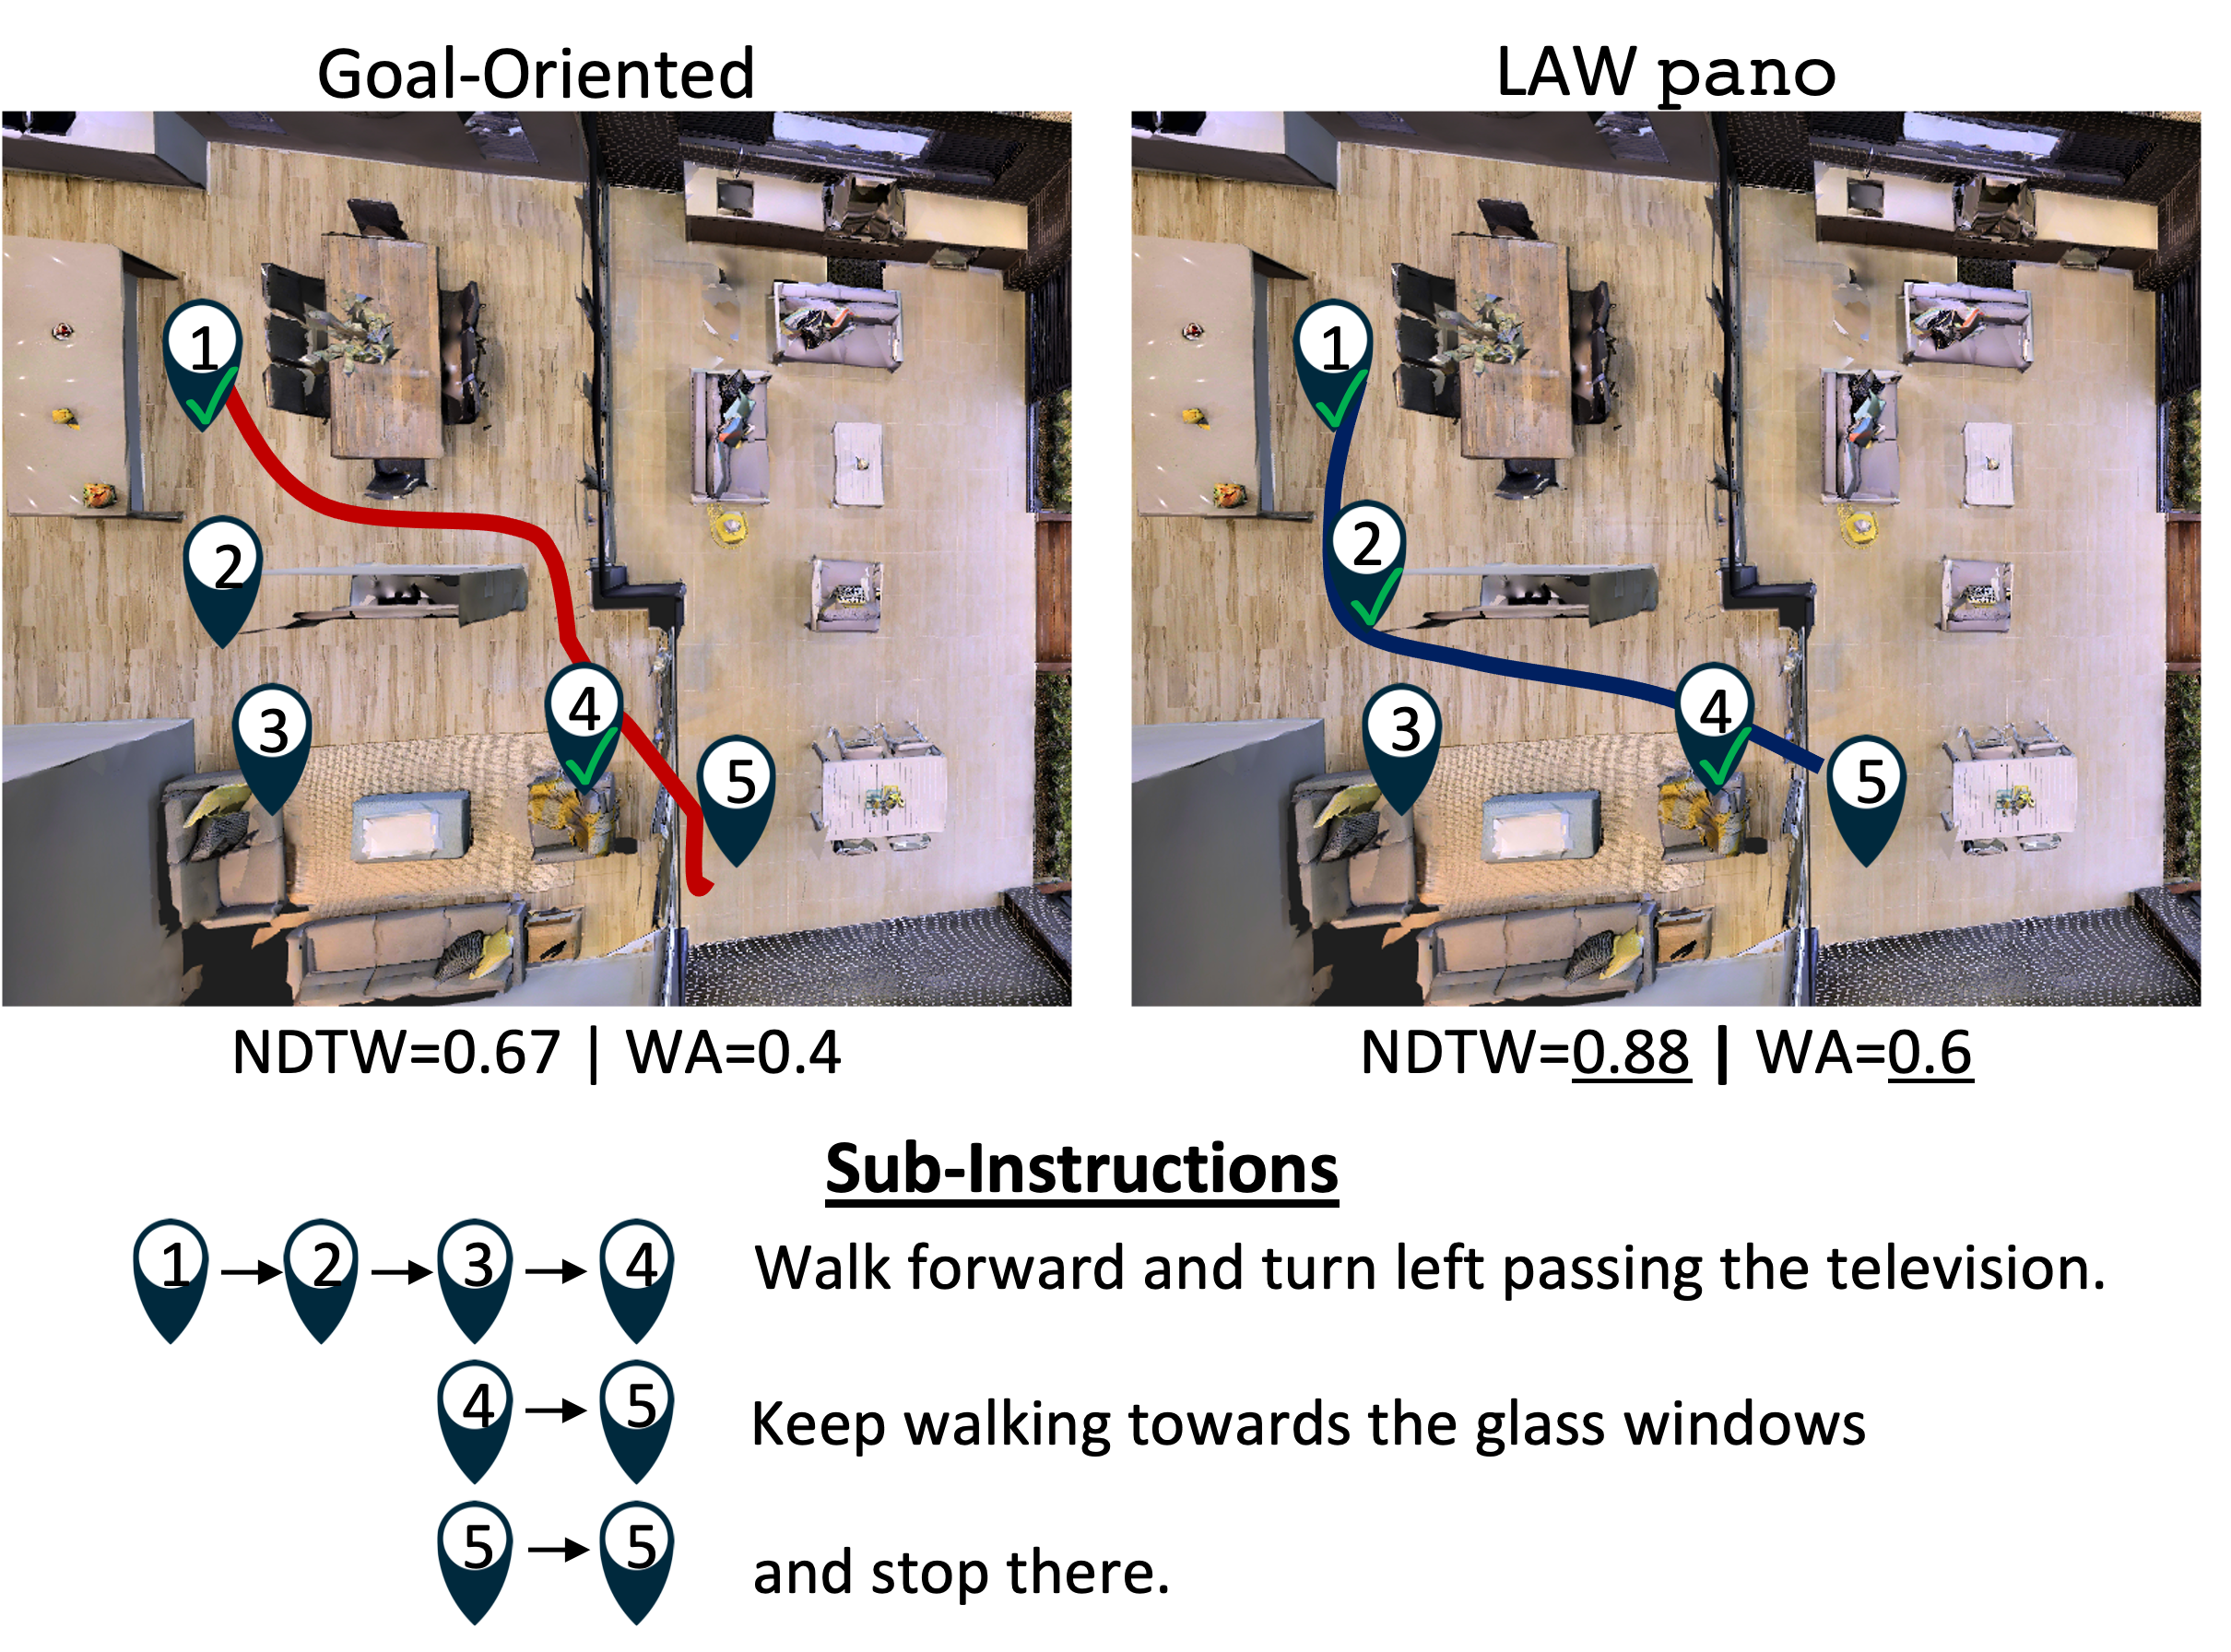 Goal-Oriented
LAW pano
1
2
3
4
5
1
2
3
4
5
NDTW=0.67 | WA=0.4
NDTW=0.88 | WA=0.6
Sub-Instructions
1 → 2 → 3 → 4 Walk forward and turn left passing the television.
4 → 5 Keep walking towards the glass windows
5 → 5 and stop there.